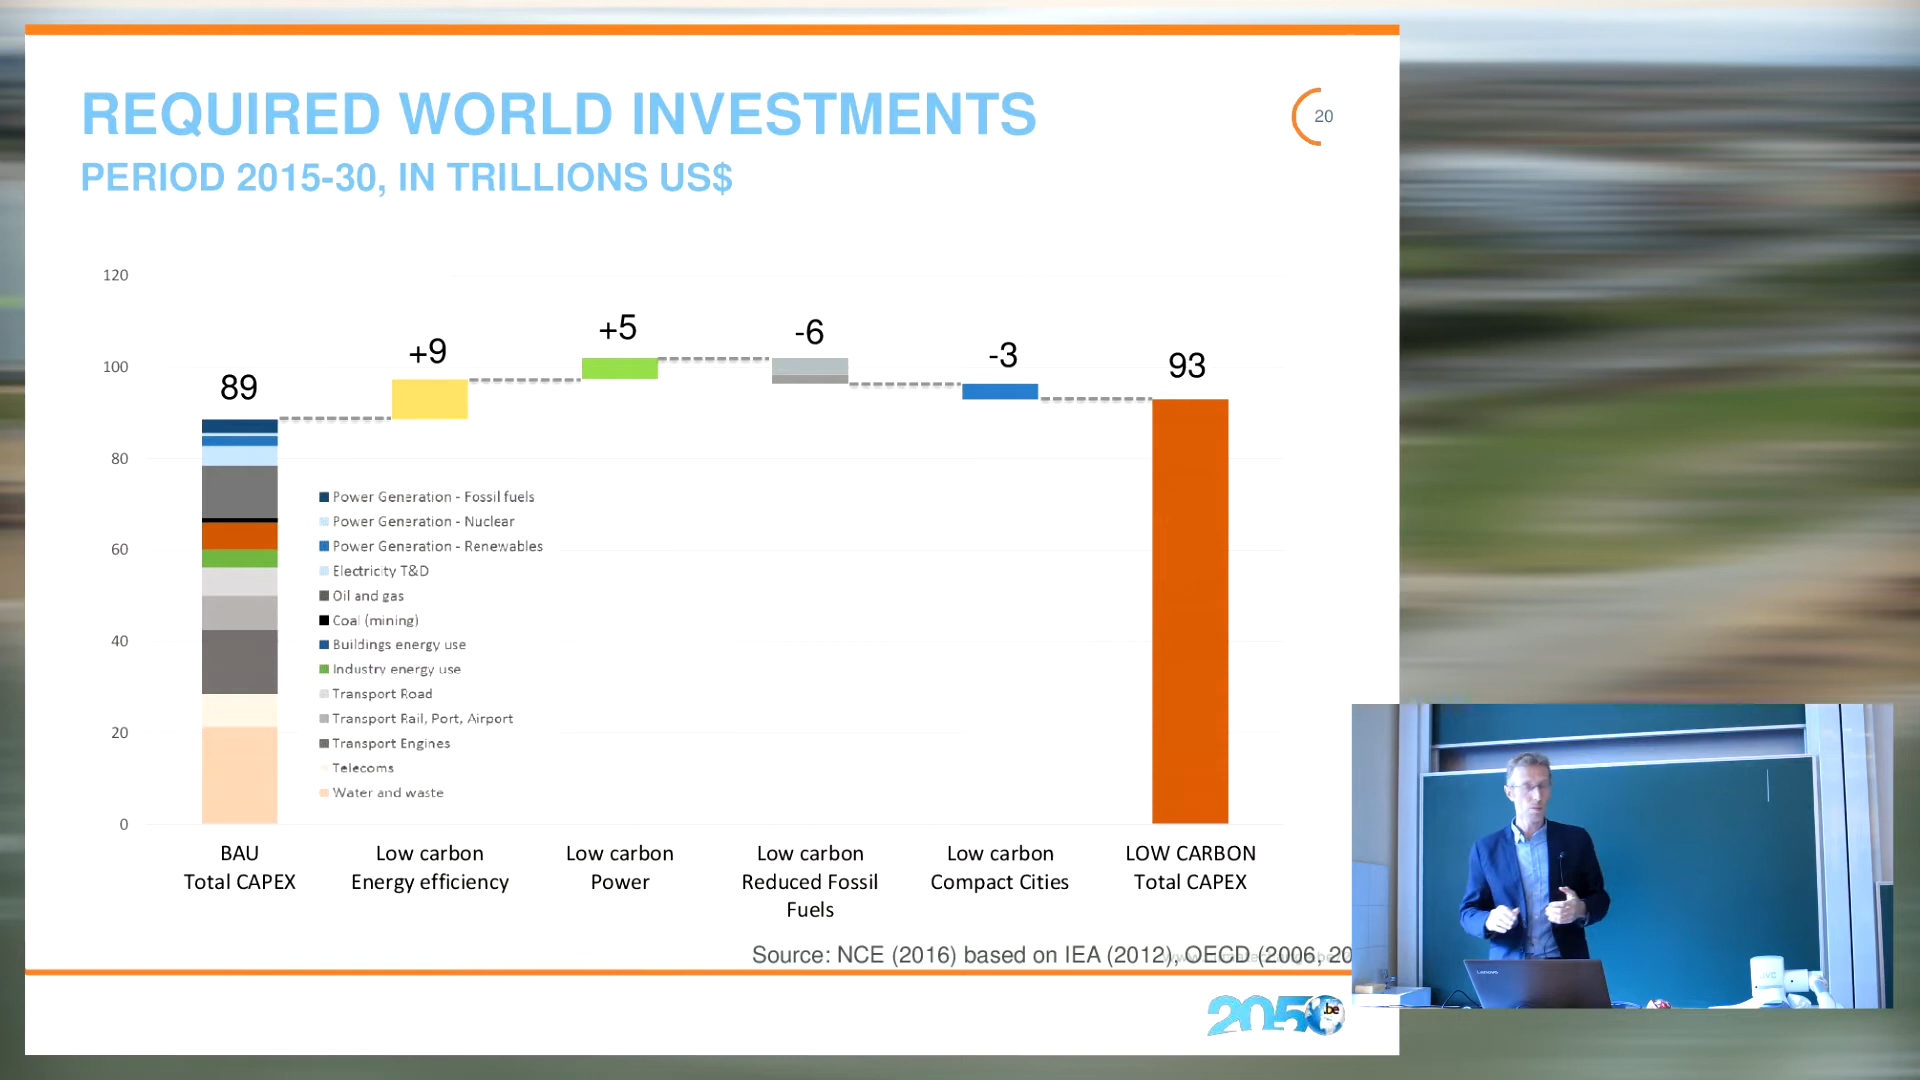 REQUIRED WORLD INVESTMENTS
PERIOD 2015-30, IN TRILLIONS US$
20
120
100
80
60
40
20
0
89
+9
+5
-6
-3
93
Power Generation - Fossil fuels
Power Generation - Nuclear
Power Generation - Renewables
Electricity T&D
Oil and gas
Coal (mining)
Buildings energy use
Industry energy use
Transport Road
Transport Rail, Port, Airport
Transport Engines
Telecoms
Water and waste
BAU
Total CAPEX
Low carbon
Energy efficiency
Low carbon
Power
Low carbon
Reduced Fossil
Fuels
Low carbon
Compact Cities
LOW CARBON
Total CAPEX
Source: NCE (2016) based on IEA (2012), OECD (2006, 20
2050
.be
Lenovo
JVC